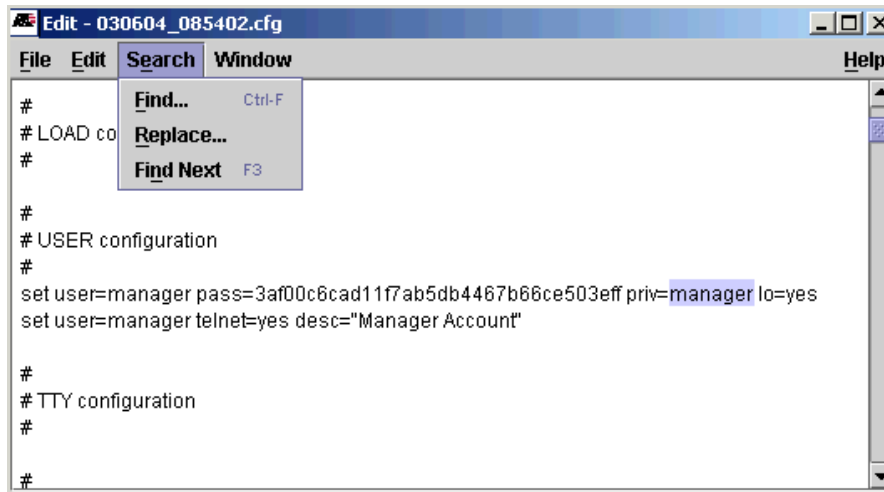 Edit - 030604_085402.cfg
File Edit Search Window Help
Find... Ctrl-F
Replace...
Find Next F3
#
# LOAD co
#
#
# USER configuration
#
set user=manager pass=3af00c6cad11f7ab5db4467b66ce503eff priv=manager lo=yes
set user=manager telnet=yes desc="Manager Account"
#
# TTY configuration
#
#